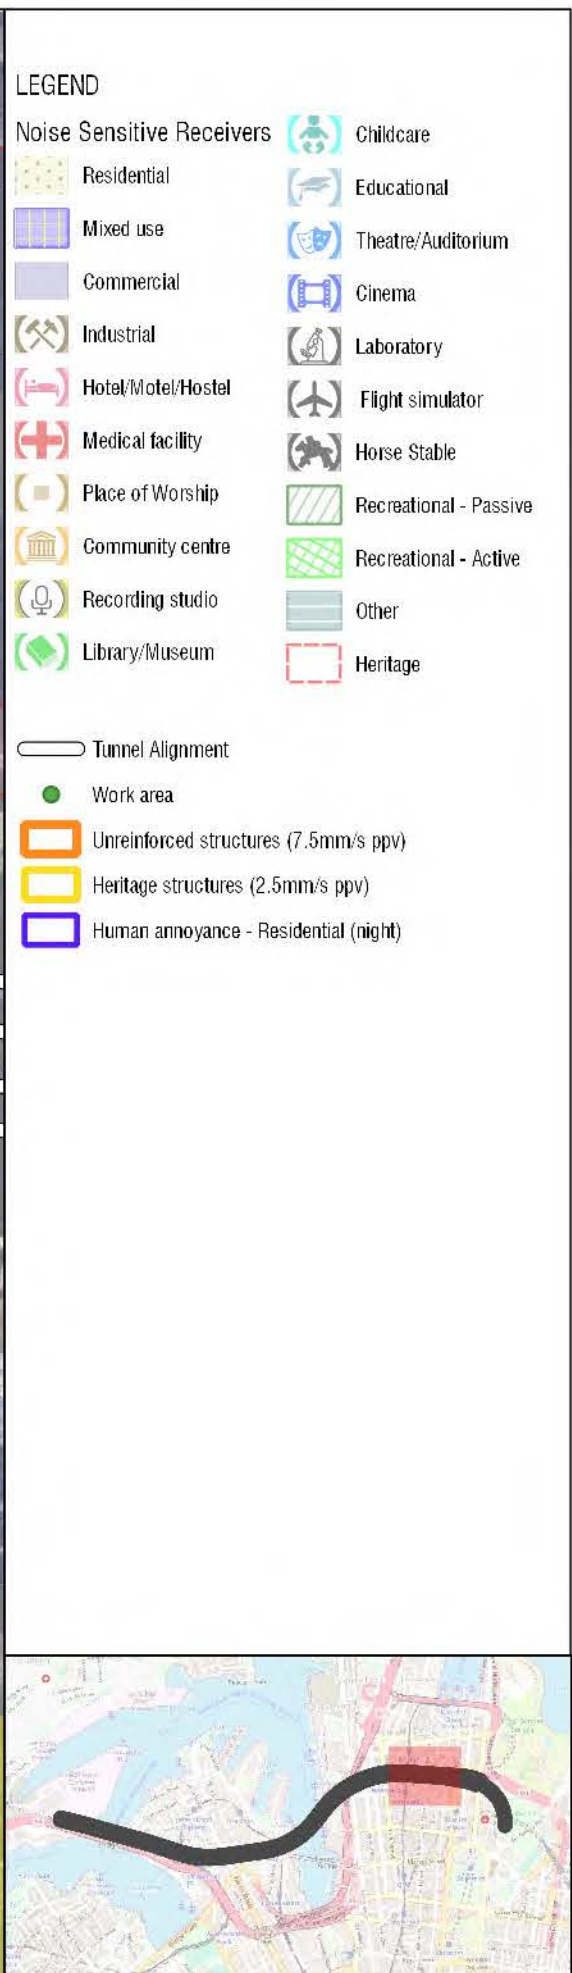 LEGEND
Noise Sensitive Receivers
Residential
Mixed use
Commercial
Industrial
Hotel/Motel/Hostel
Medical facility
Place of Worship
Community centre
Recording studio
Library/Museum
Childcare
Educational
Theatre/Auditorium
Cinema
Laboratory
Flight simulator
Horse Stable
Recreational - Passive
Recreational - Active
Other
Heritage
Tunnel Alignment
Work area
Unreinforced structures (7.5mm/s ppv)
Heritage structures (2.5mm/s ppv)
Human annoyance - Residential (night)